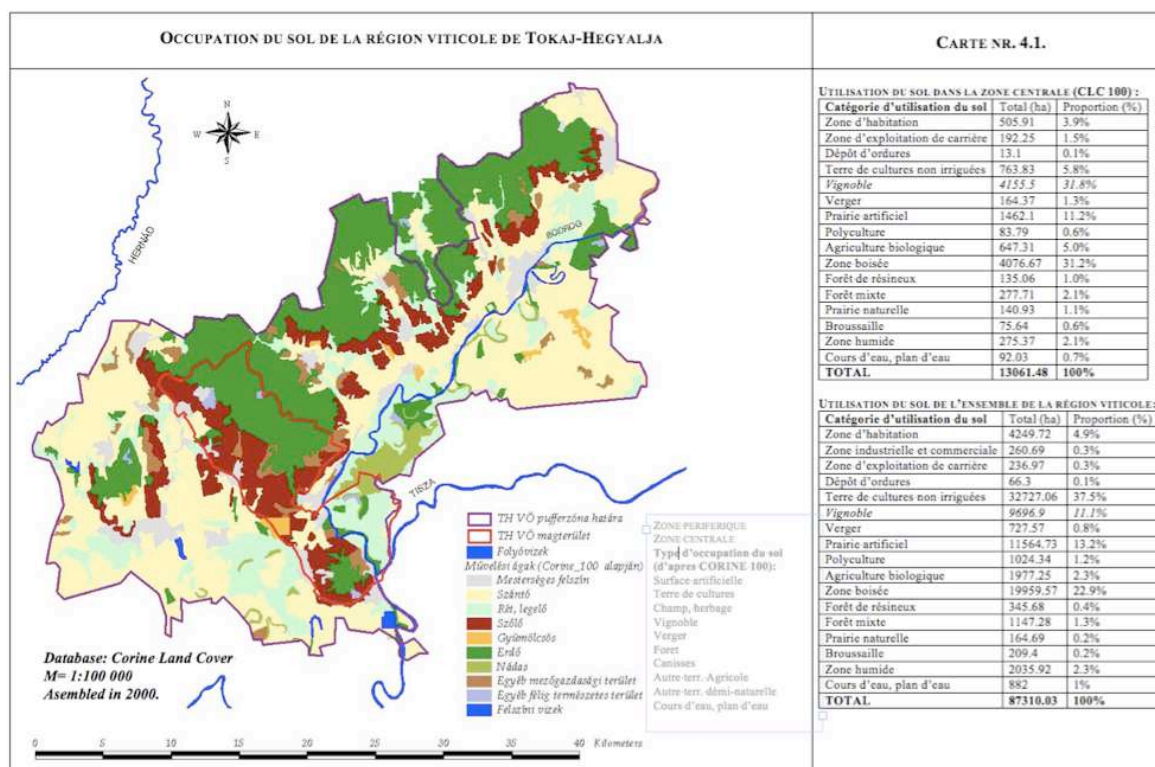 OCCUPATION DU SOL DE LA RÉGION VITICOLE DE TOKAJ-HEGYALJA
CARTE NR. 4.1.
N
W E
S
HERNÁD
BODROG
TISZA
TH VÖ pufferzóna határa
TH VÖ magterület
Folyóvizek
Művelési ágak (Corine_100 alapján)
Mesterséges felszín
Szántó
Rét, legelő
Szőlő
Gyümölcsös
Erdő
Nádas
Egyéb mezőgazdasági terület
Egyéb félig természetes terület
Felszíni vizek
ZONE PERIFERIQUE
ZONE CENTRALE
Type d'occupation du sol
(d'apres CORINE 100):
Surface artificielle
Terre de cultures
Champ, herbage
Vignoble
Verger
Foret
Canisses
Autre-terr. Agricole
Autre-terr. démi-naturelle
Cours d'eau, plan d'eau
Database: Corine Land Cover
M= 1:100 000
Asembled in 2000.
0 5 10 15 20 25 30 35 40 Kilometers
UTILISATION DU SOL DANS LA ZONE CENTRALE (CLC 100) :
Catégorie d'utilisation du sol Total (ha) Proportion (%)
Zone d'habitation 505.91 3.9%
Zone d'exploitation de carrière 192.25 1.5%
Dépôt d'ordures 13.1 0.1%
Terre de cultures non irriguées 763.83 5.8%
Vignoble 4155.5 31.8%
Verger 164.37 1.3%
Prairie artificiel 1462.1 11.2%
Polyculture 83.79 0.6%
Agriculture biologique 647.31 5.0%
Zone boisée 4076.67 31.2%
Forêt de résineux 135.06 1.0%
Forêt mixte 277.71 2.1%
Prairie naturelle 140.93 1.1%
Broussaille 75.64 0.6%
Zone humide 275.37 2.1%
Cours d'eau, plan d'eau 92.03 0.7%
TOTAL 13061.48 100%
UTILISATION DU SOL DE L'ENSEMBLE DE LA RÉGION VITICOLE:
Catégorie d'utilisation du sol Total (ha) Proportion (%)
Zone d'habitation 4249.72 4.9%
Zone industrielle et commerciale 260.69 0.3%
Zone d'exploitation de carrière 236.97 0.3%
Dépôt d'ordures 66.3 0.1%
Terre de cultures non irriguées 32727.06 37.5%
Vignoble 9696.9 11.1%
Verger 727.57 0.8%
Prairie artificiel 11564.73 13.2%
Polyculture 1024.34 1.2%
Agriculture biologique 1977.25 2.3%
Zone boisée 19959.57 22.9%
Forêt de résineux 345.68 0.4%
Forêt mixte 1147.28 1.3%
Prairie naturelle 164.69 0.2%
Broussaille 209.4 0.2%
Zone humide 2035.92 2.3%
Cours d'eau, plan d'eau 882 1%
TOTAL 87310.03 100%